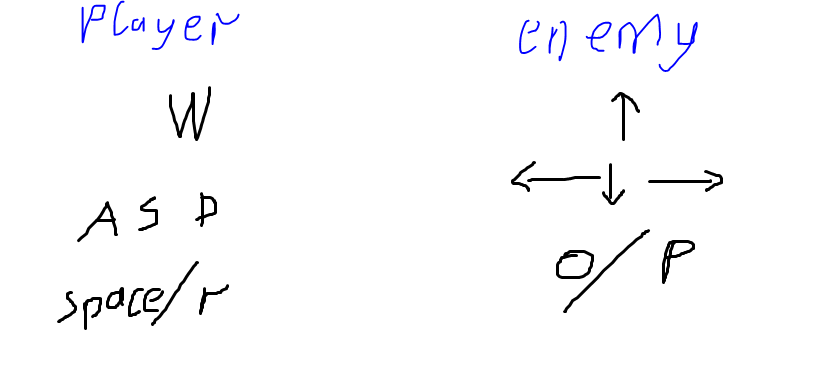 Player enemy
W ↑
A S D ← ↓ →
space/r O/P